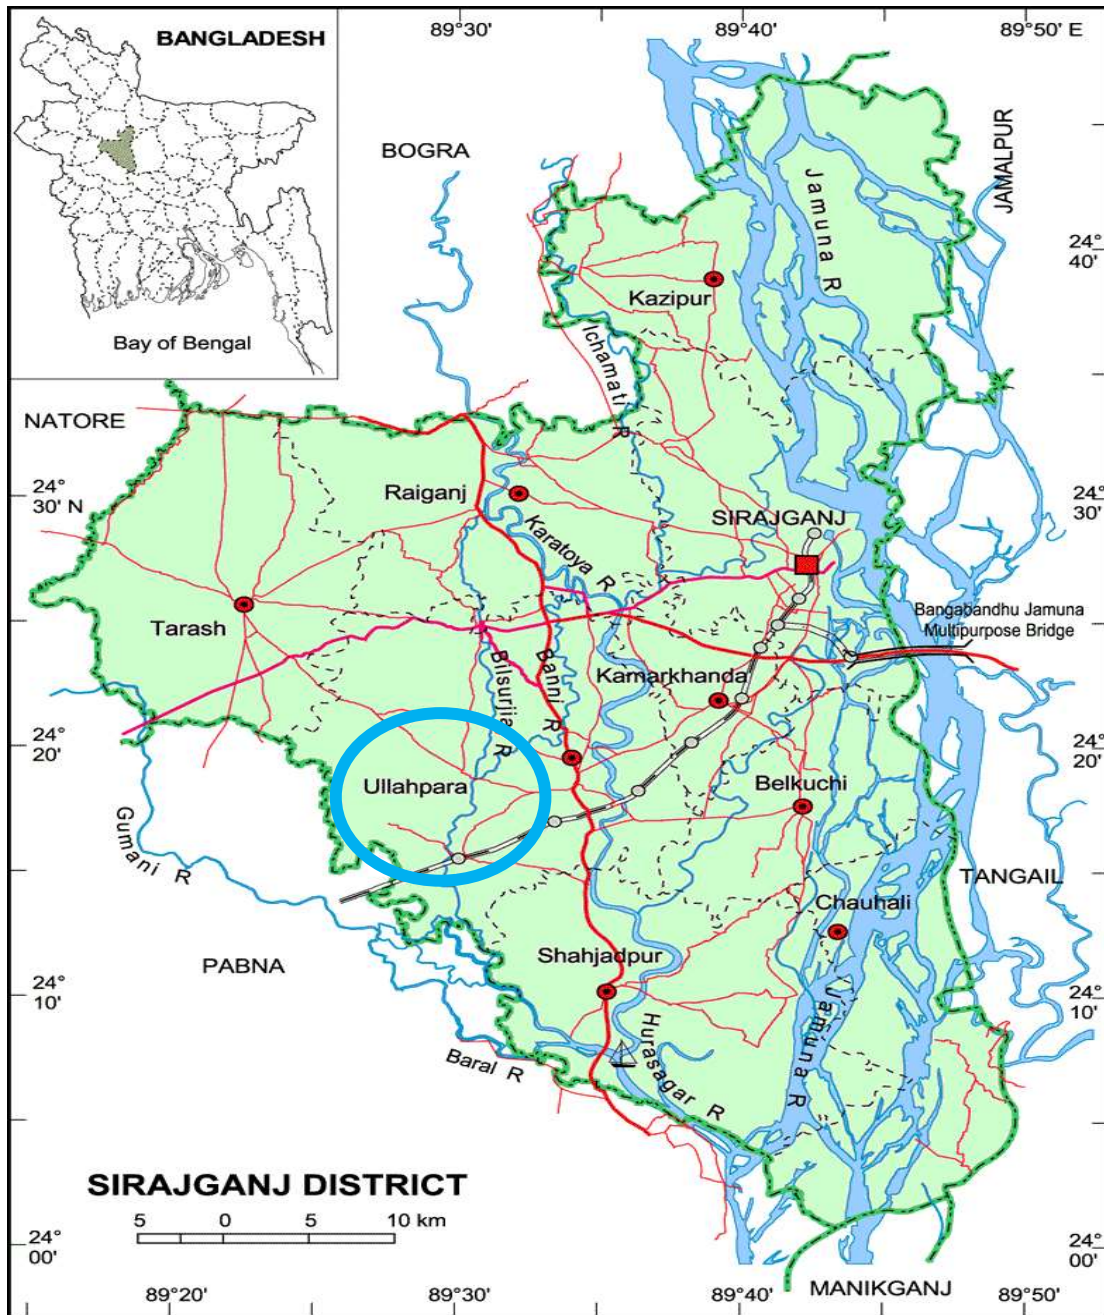 89°30'
89°40'
89°50' E
BANGLADESH
Bay of Bengal
BOGRA
JAMALPUR
Jamuna R
24°
40'
Kazipur
Ichamati R
NATORE
24°
30' N
Raiganj
Karatoya R
SIRAJGANJ
24°
30'
Tarash
Bangabandhu Jamuna
Multipurpose Bridge
Banni R
Bilsurjia R
Kamarkhanda
24°
20'
24°
20'
Ullahpara
Belkuchi
Gumani R
TANGAIL
Chauhali
PABNA
Shahjadpur
24°
10'
24°
10'
Jamuna R
Hurasagar R
Baral R
SIRAJGANJ DISTRICT
5 0 5 10 km
24°
00'
24°
00'
MANIKGANJ
89°20'
89°30'
89°40'
89°50'